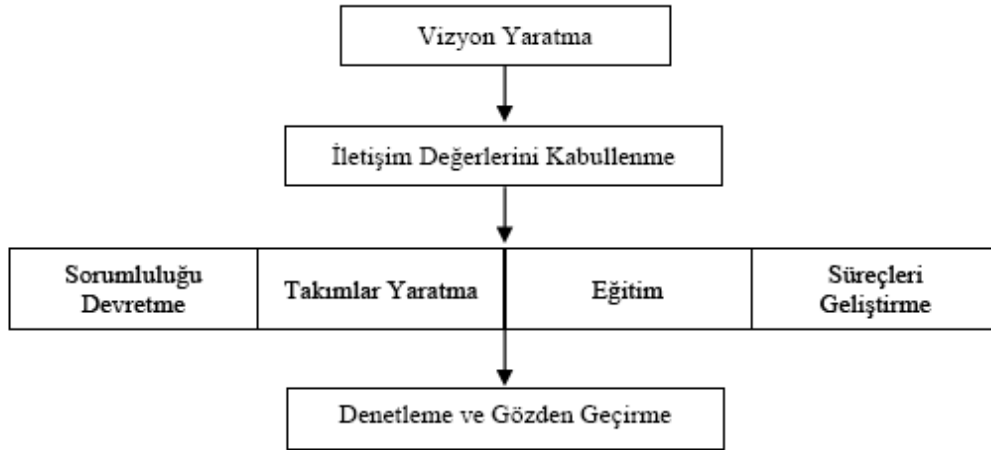 Vizyon Yaratma
İletişim Değerlerini Kabullenme
Sorumluluğu
Devretme
Takımlar Yaratma
Eğitim
Süreçleri
Geliştirme
Denetleme ve Gözden Geçirme